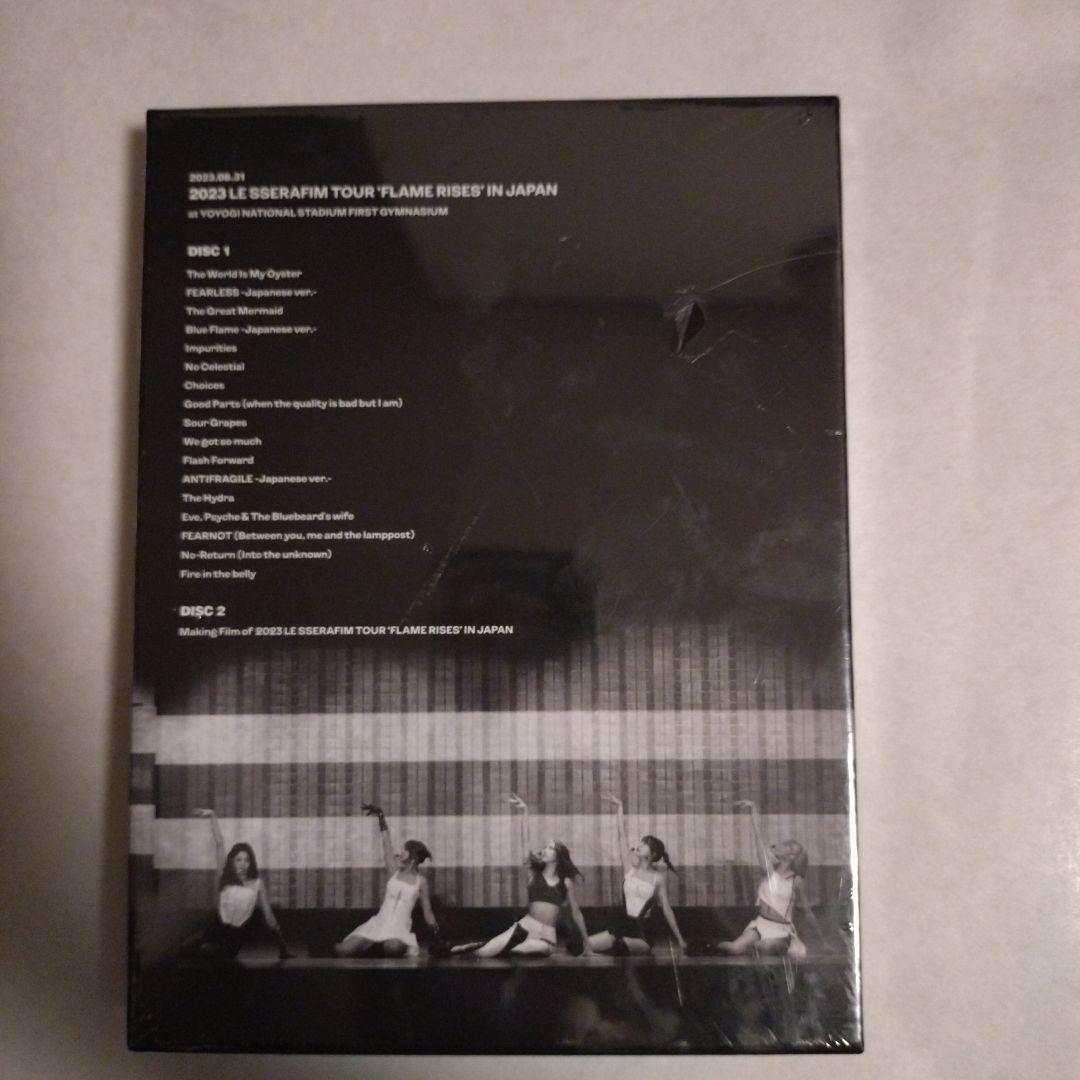 2023.08.31
2023 LE SSERAFIM TOUR 'FLAME RISES' IN JAPAN
at YOYOGI NATIONAL STADIUM FIRST GYMNASIUM
DISC 1
The World Is My Oyster
FEARLESS -Japanese ver.-
The Great Mermaid
Blue Flame -Japanese ver.-
Impurities
No Celestial
Choices
Good Parts (when the quality is bad but I am)
Sour Grapes
We got so much
Flash Forward
ANTIFRAGILE -Japanese ver.-
The Hydra
Eve, Psyche & The Bluebeard's wife
FEARNOT (Between you, me and the lamppost)
No-Return (Into the unknown)
Fire in the belly
DISC 2
Making Film of '2023 LE SSERAFIM TOUR 'FLAME RISES' IN JAPAN